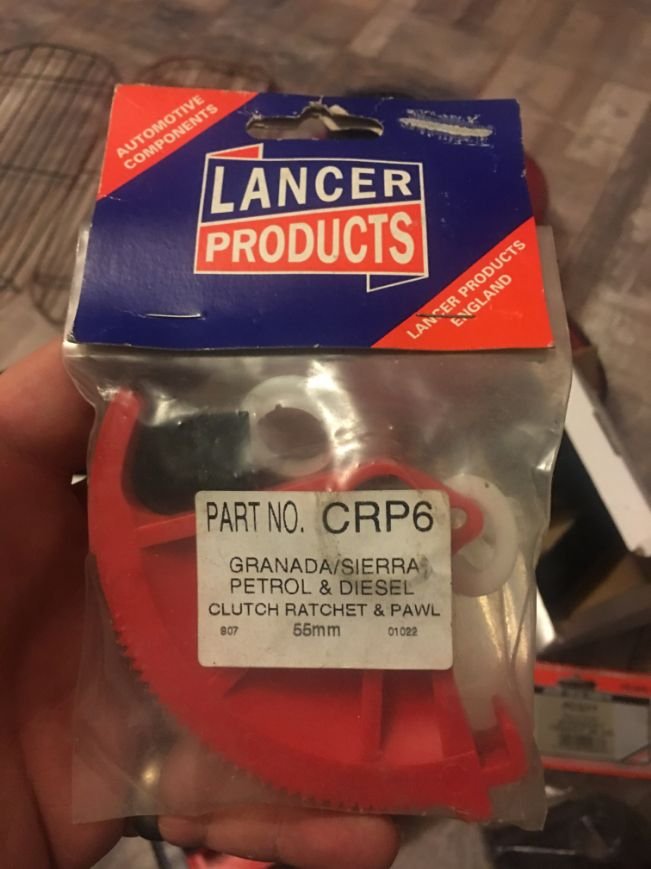 AUTOMOTIVE
COMPONENTS
LANCER
PRODUCTS
LANCER PRODUCTS
ENGLAND
PART NO. CRP6
GRANADA/SIERRA
PETROL & DIESEL
CLUTCH RATCHET & PAWL
907 55mm 01022